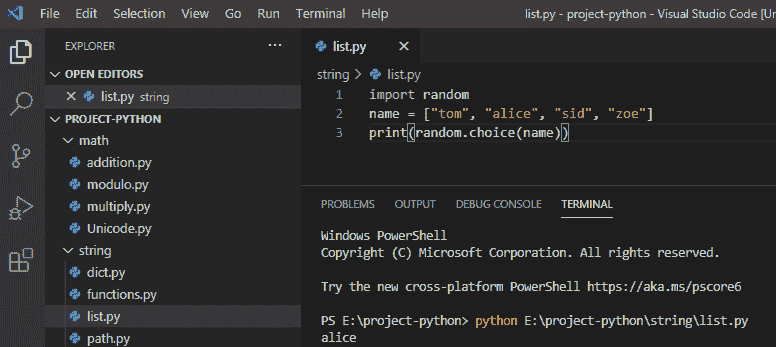 File Edit Selection View Go Run Terminal Help list.py - project-python - Visual Studio Code [Un
EXPLORER
OPEN EDITORS
list.py string
PROJECT-PYTHON
math
addition.py
modulo.py
multiply.py
Unicode.py
string
dict.py
functions.py
list.py
path.py
list.py
string > list.py
1 import random
2 name = ["tom", "alice", "sid", "zoe"]
3 print(random.choice(name))
PROBLEMS OUTPUT DEBUG CONSOLE TERMINAL
Windows PowerShell
Copyright (C) Microsoft Corporation. All rights reserved.
Try the new cross-platform PowerShell https://aka.ms/pscore6
PS E:\project-python> python E:\project-python\string\list.py
alice